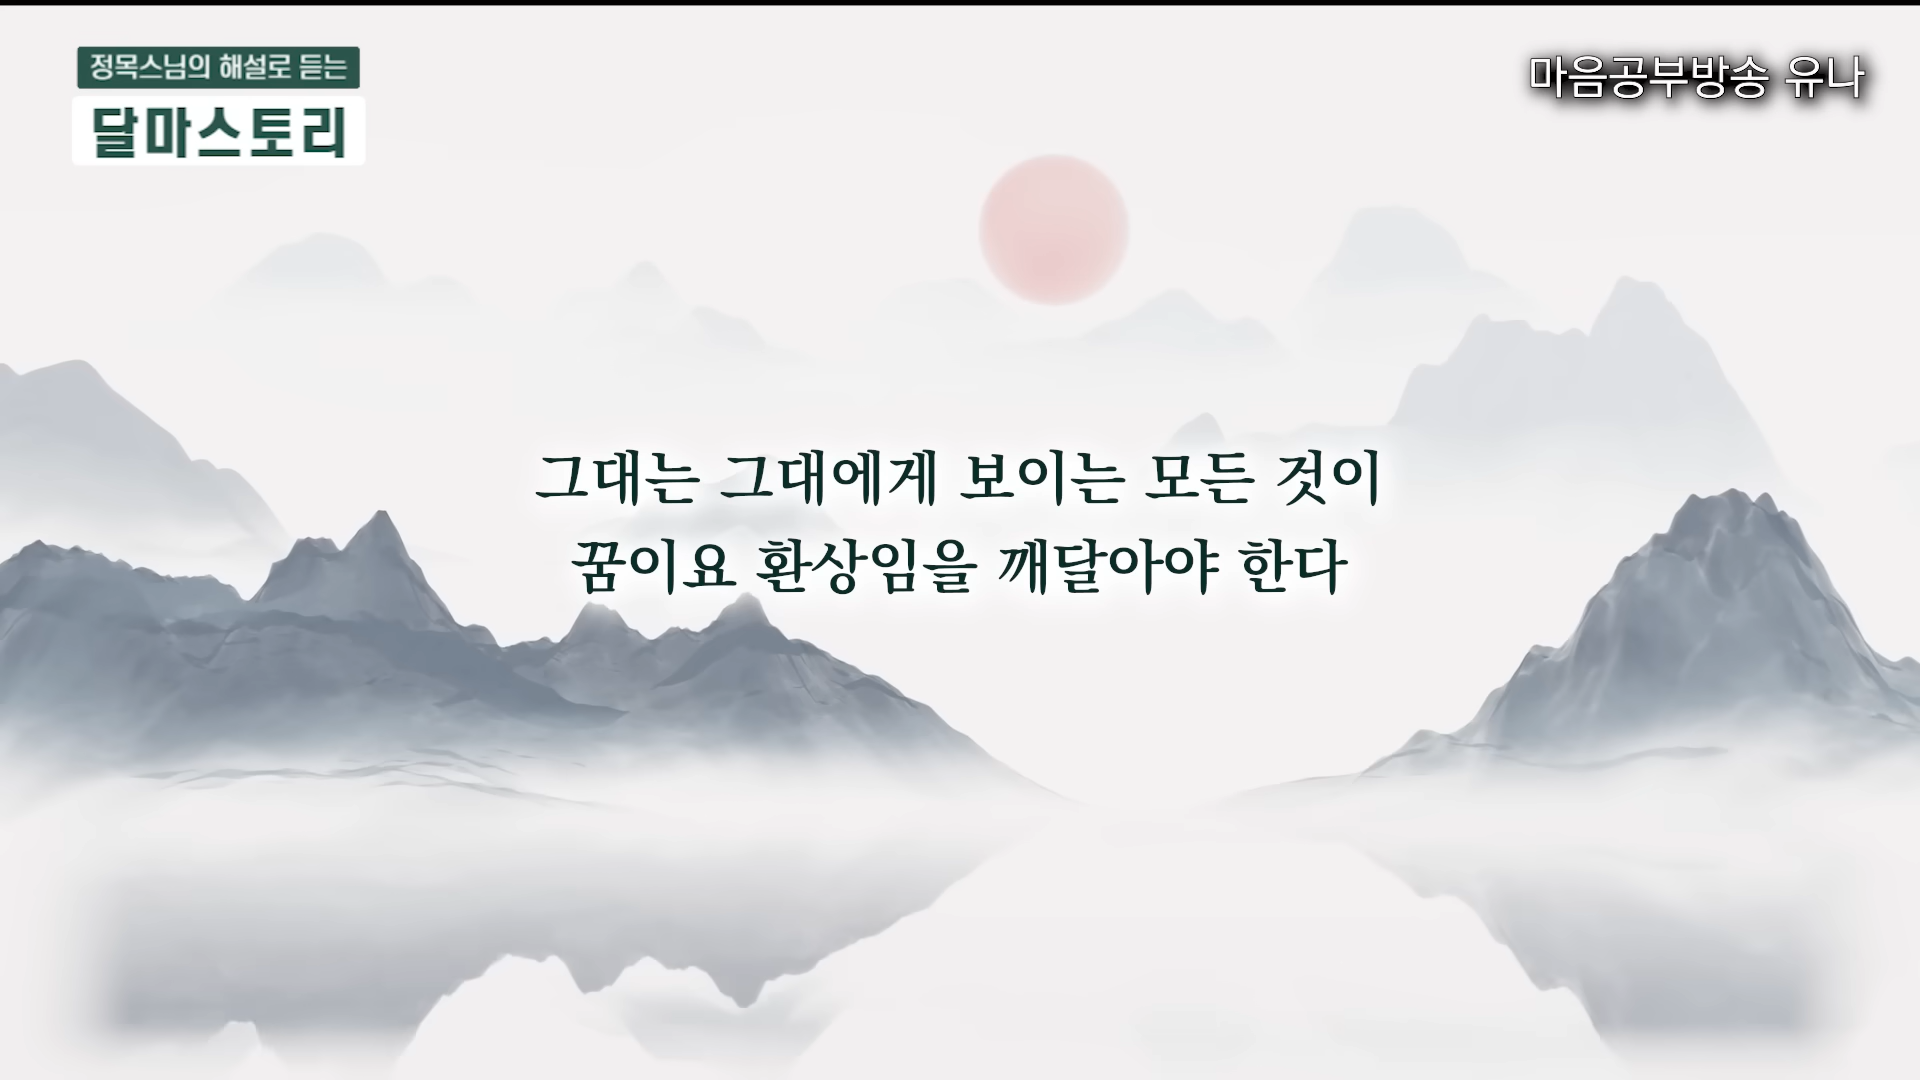 정목스님의 해설로 듣는
달마스토리
마음공부방송 유나
그대는 그대에게 보이는 모든 것이
꿈이요 환상임을 깨달아야 한다